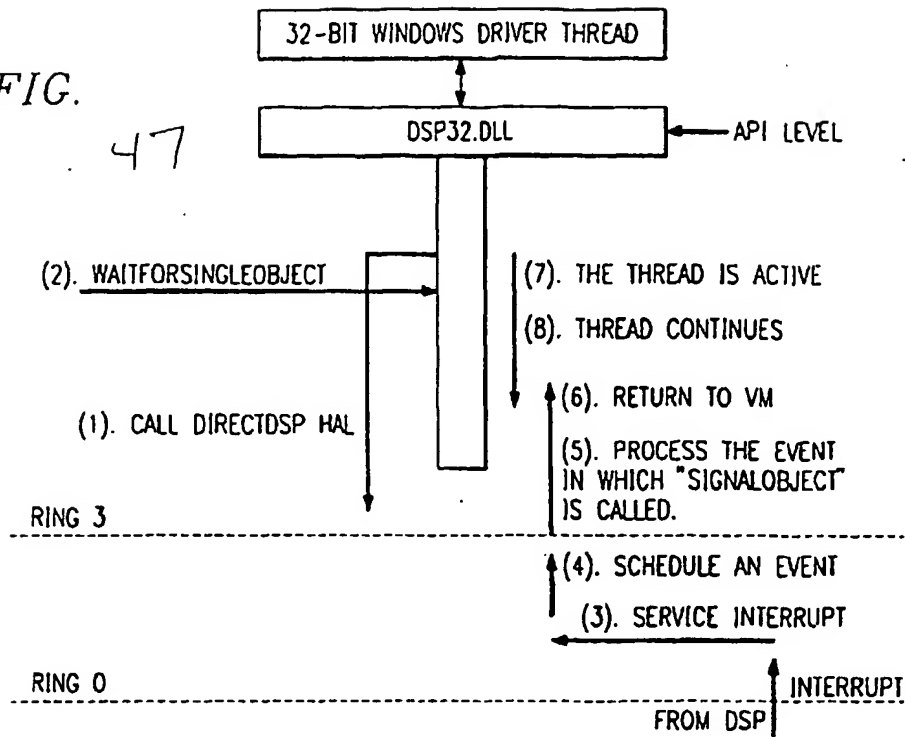 32-BIT WINDOWS DRIVER THREAD
FIG.
47
DSP32.DLL
API LEVEL
(2). WAITFORSINGLEOBJECT
(7). THE THREAD IS ACTIVE
(8). THREAD CONTINUES
(1). CALL DIRECTDSP HAL
(6). RETURN TO VM
(5). PROCESS THE EVENT
IN WHICH "SIGNALOBJECT"
IS CALLED.
RING 3
(4). SCHEDULE AN EVENT
(3). SERVICE INTERRUPT
RING 0
INTERRUPT
FROM DSP